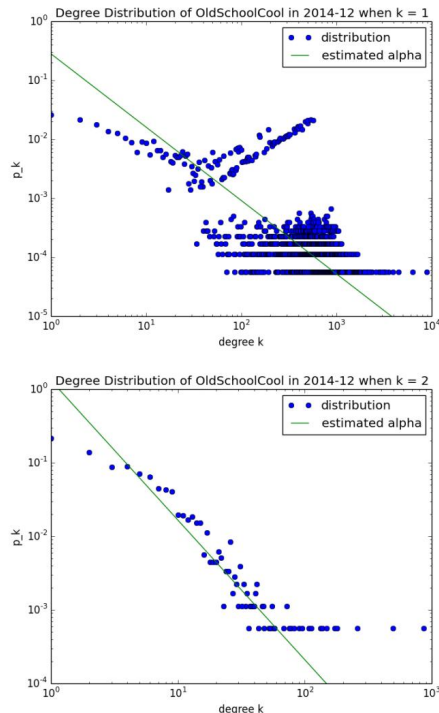 Degree Distribution of OldSchoolCool in 2014-12 when k = 1
10^0
distribution
estimated alpha
10^-1
10^-2
p_k
10^-3
10^-4
10^-5
10^0 10^1 10^2 10^3 10^4
degree k
Degree Distribution of OldSchoolCool in 2014-12 when k = 2
10^0
distribution
estimated alpha
10^-1
10^-2
p_k
10^-3
10^-4
10^0 10^1 10^2 10^3
degree k